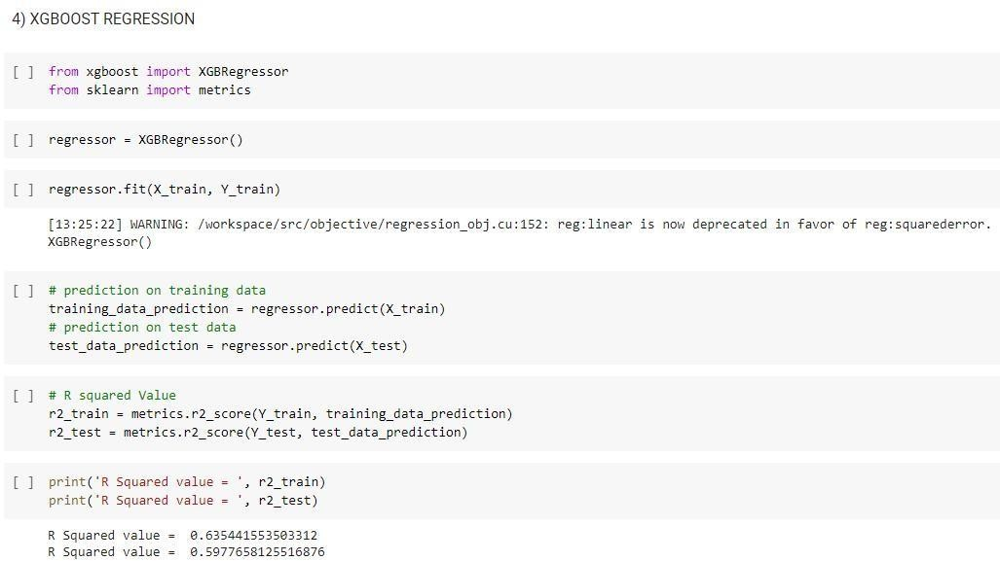 4) XGBOOST REGRESSION
[ ] from xgboost import XGBRegressor
from sklearn import metrics
[ ] regressor = XGBRegressor()
[ ] regressor.fit(X_train, Y_train)
[13:25:22] WARNING: /workspace/src/objective/regression_obj.cu:152: reg:linear is now deprecated in favor of reg:squarederror.
XGBRegressor()
[ ] # prediction on training data
training_data_prediction = regressor.predict(X_train)
# prediction on test data
test_data_prediction = regressor.predict(X_test)
[ ] # R squared Value
r2_train = metrics.r2_score(Y_train, training_data_prediction)
r2_test = metrics.r2_score(Y_test, test_data_prediction)
[ ] print('R Squared value = ', r2_train)
print('R Squared value = ', r2_test)
R Squared value =  0.635441553503312
R Squared value =  0.5977658125516876